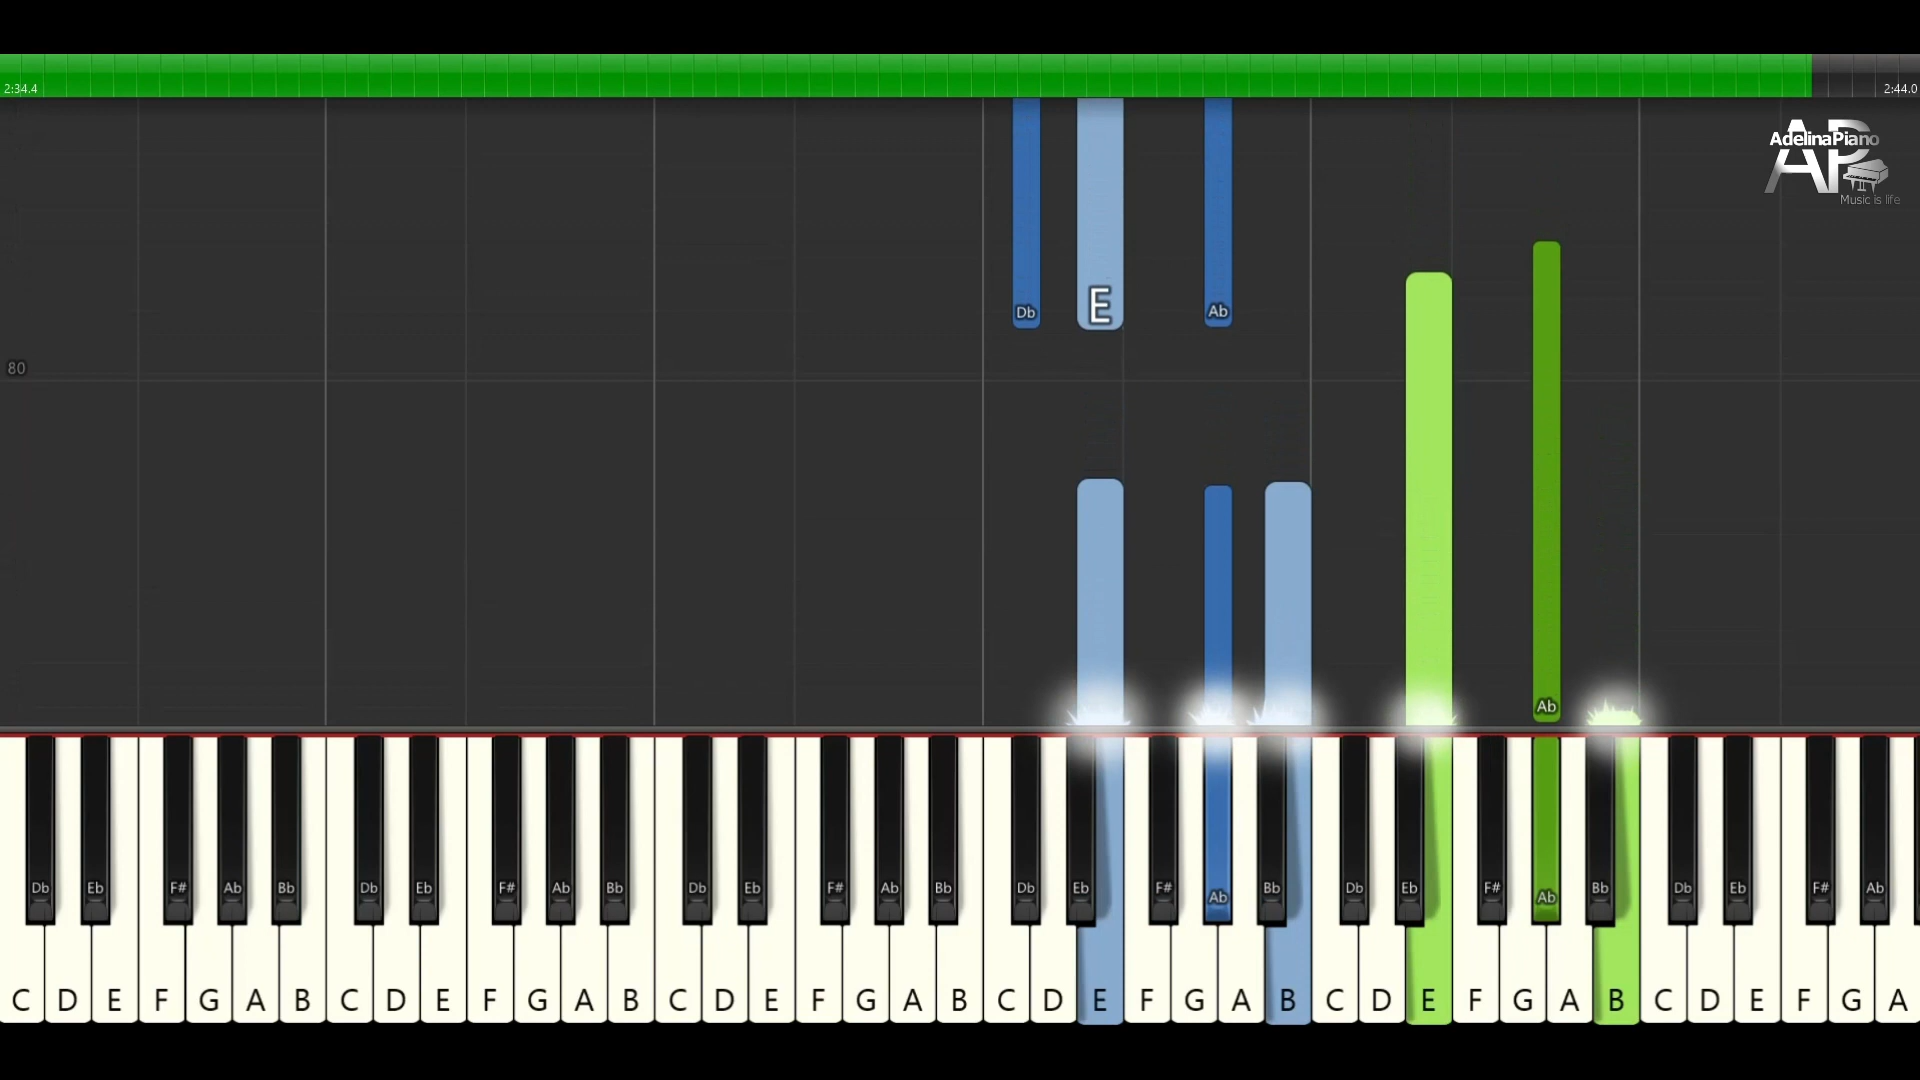 2:34.4 2:44.0
AdelinaPiano
AP
Music is life
Db E Ab
80
Ab
Db Eb F# Ab Bb Db Eb F# Ab Bb Db Eb F# Ab Bb Db Eb F# Ab Bb Db Eb F# Ab Bb Db Eb F# Ab
C D E F G A B C D E F G A B C D E F G A B C D E F G A B C D E F G A B C D E F G A